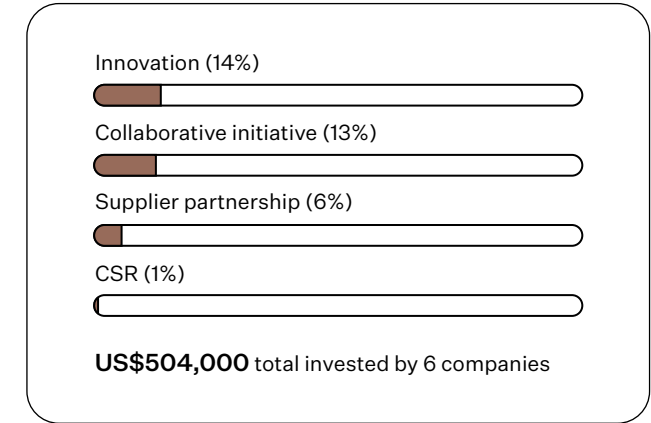 Innovation (14%)
Collaborative initiative (13%)
Supplier partnership (6%)
CSR (1%)
US$504,000 total invested by 6 companies